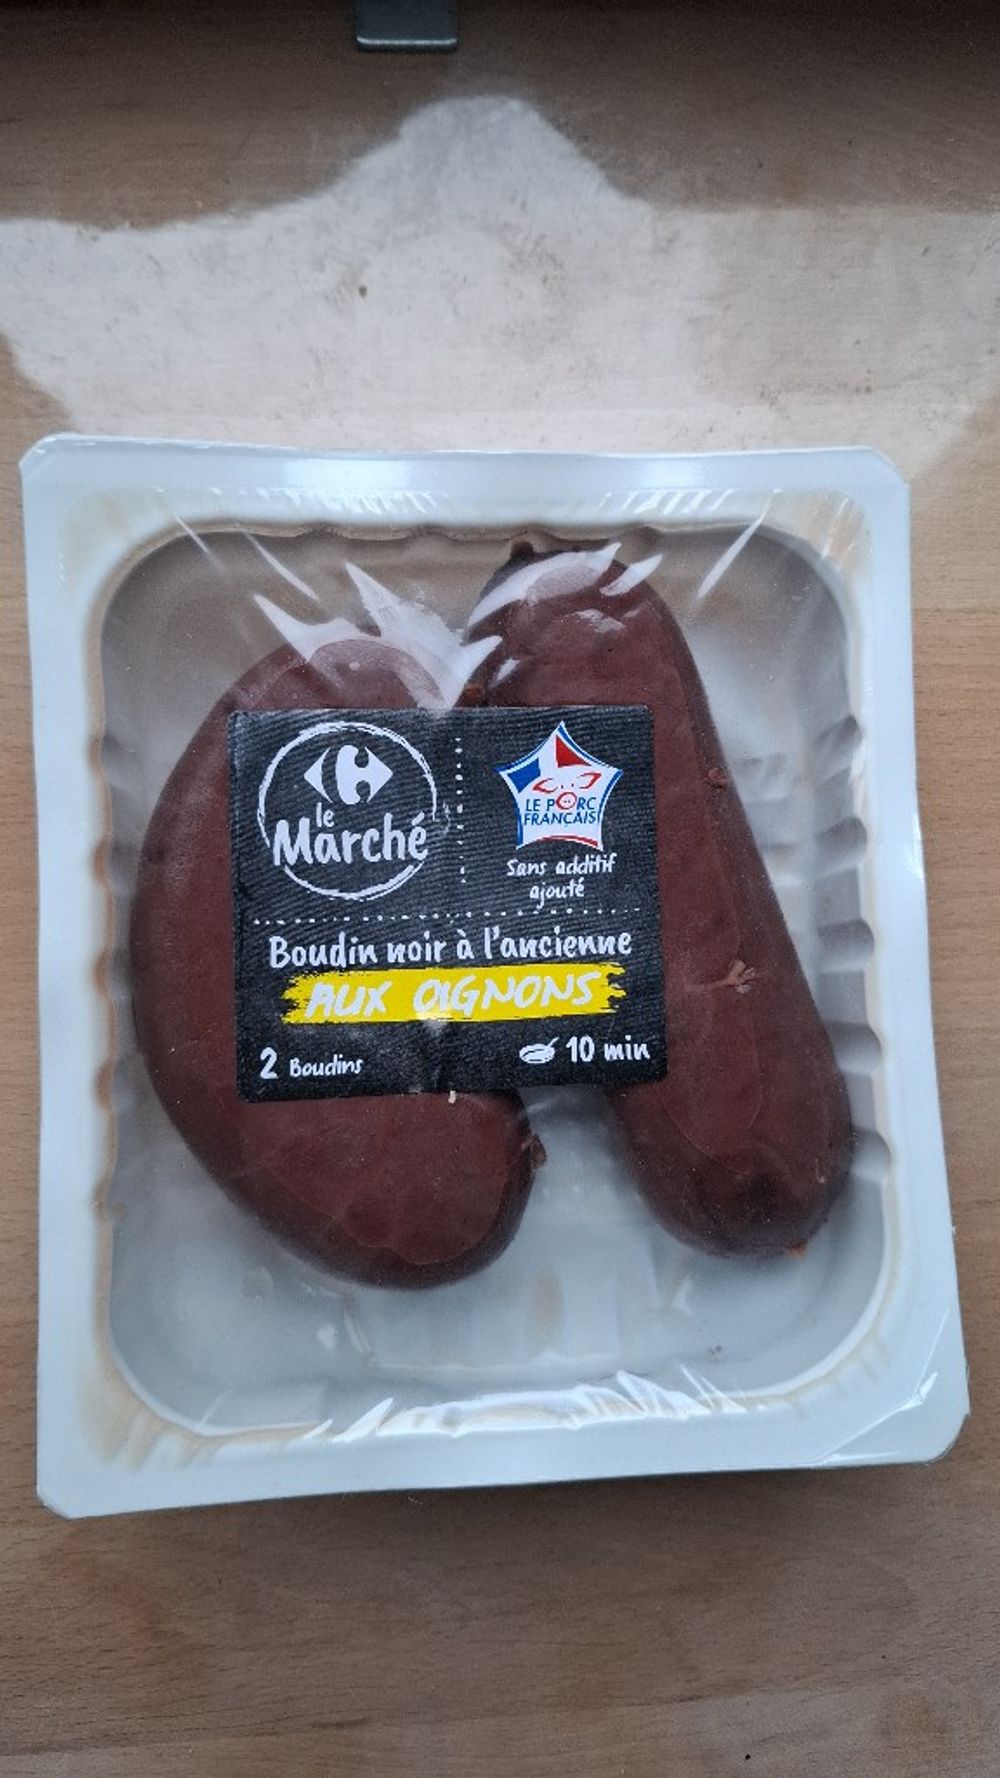 le
Marché
LE PORC
FRANÇAIS
Sans additif
ajouté
Boudin noir à l'ancienne
AUX OIGNONS
2 Boudins
10 min